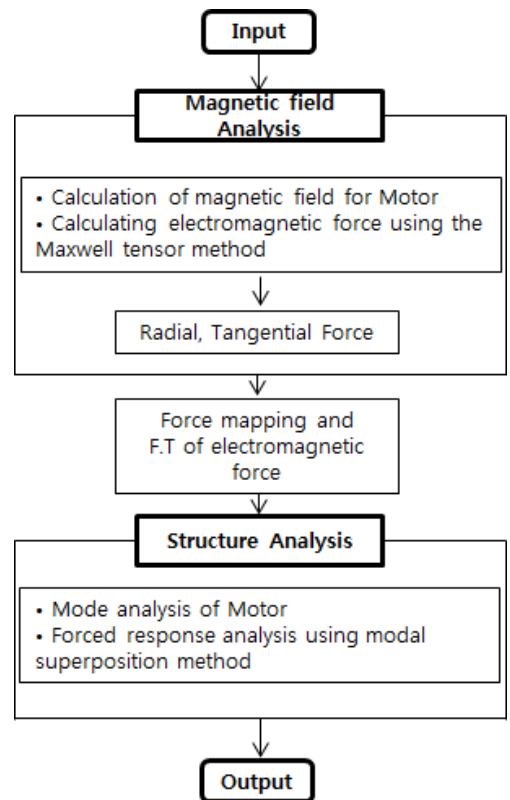 Input
Magnetic field
Analysis
• Calculation of magnetic field for Motor
• Calculating electromagnetic force using the
Maxwell tensor method
Radial, Tangential Force
Force mapping and
F.T of electromagnetic
force
Structure Analysis
• Mode analysis of Motor
• Forced response analysis using modal
superposition method
Output